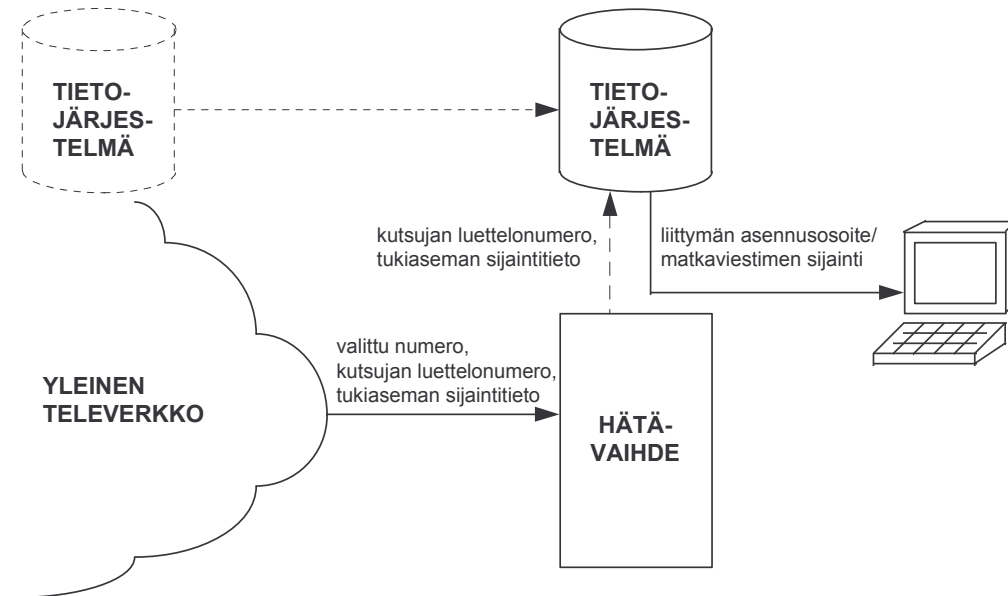 TIETO-
JÄRJES-
TELMÄ
TIETO-
JÄRJES-
TELMÄ
kutsujan luettelonumero,
tukiaseman sijaintitieto
liittymän asennusosoite/
matkaviestimen sijainti
valittu numero,
kutsujan luettelonumero,
tukiaseman sijaintitieto
YLEINEN
TELEVERKKO
HÄTÄ-
VAIHDE